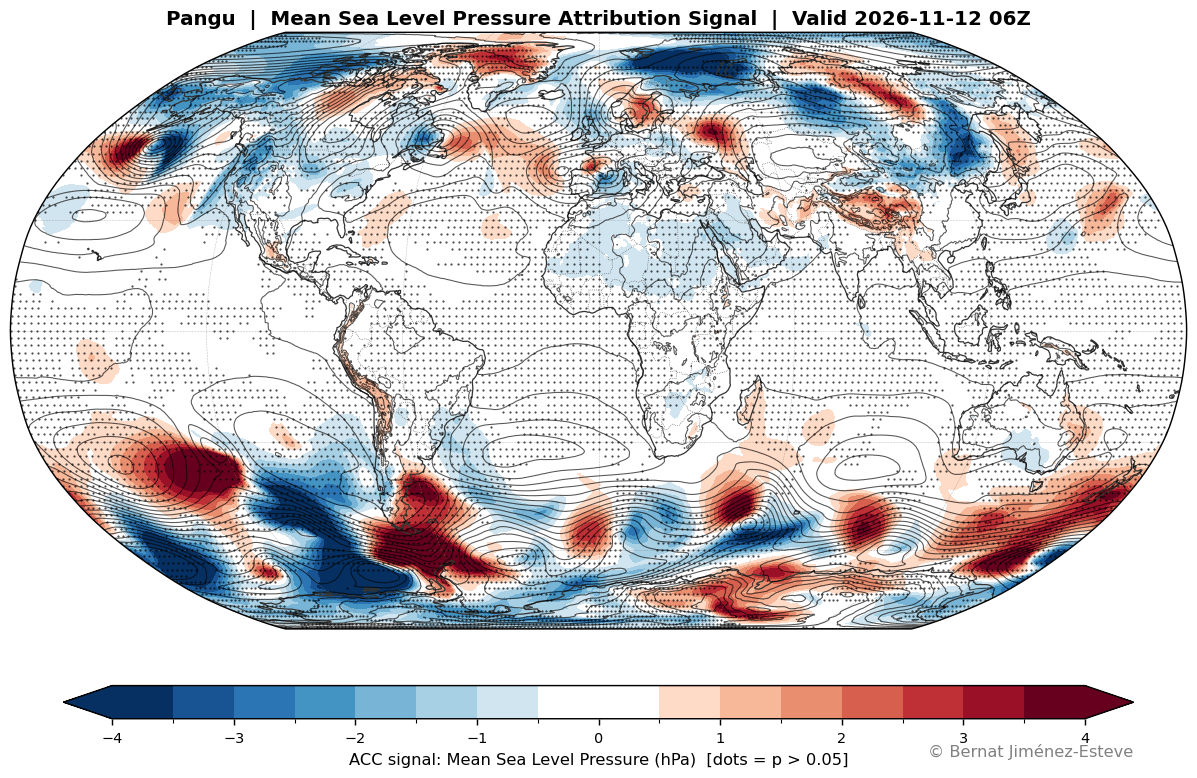 Pangu | Mean Sea Level Pressure Attribution Signal | Valid 2026-11-12 06Z
−4 −3 −2 −1 0 1 2 3 4
ACC signal: Mean Sea Level Pressure (hPa) [dots = p > 0.05]
© Bernat Jiménez-Esteve